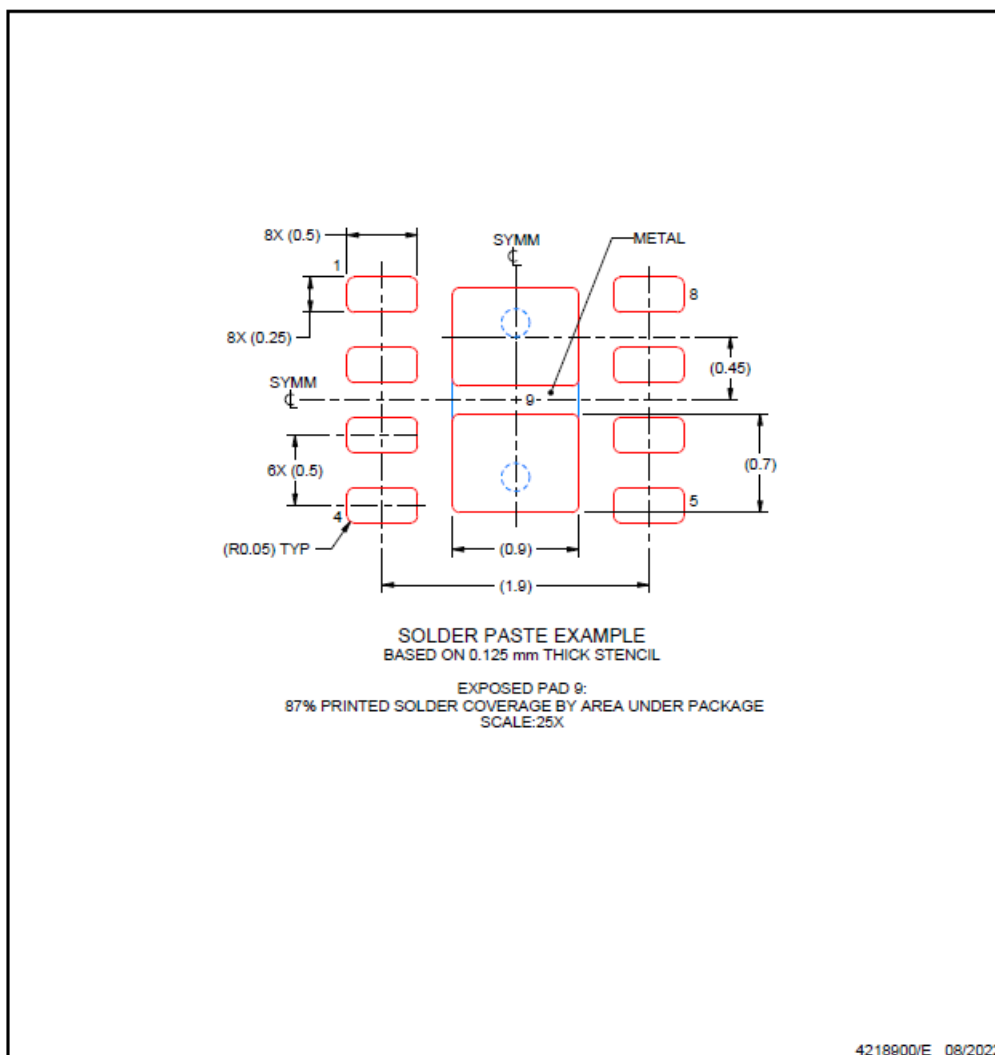 8X (0.5)
SYMM
℄
METAL
1
8
8X (0.25)
(0.45)
SYMM
℄
9
6X (0.5)
(0.7)
4
5
(R0.05) TYP
(0.9)
(1.9)
SOLDER PASTE EXAMPLE
BASED ON 0.125 mm THICK STENCIL
EXPOSED PAD 9:
87% PRINTED SOLDER COVERAGE BY AREA UNDER PACKAGE
SCALE:25X
4218900/E